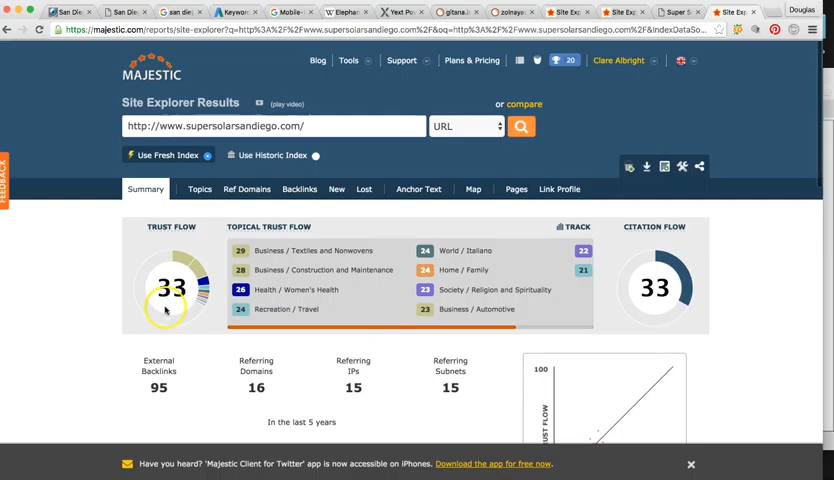 San Dieg
San Dieg
san dieg
Keyword
Mobile-
Elephan
Yext Pow
gitana.ic
zolnaye
Site Exp
Site Exp
Super S
Site Exp
Douglas
https://majestic.com/reports/site-explorer?q=http%3A%2F%2Fwww.supersolarsandiego.com%2F&oq=http%3A%2F%2Fwww.supersolarsandiego.com%2F&IndexDataSo...
MAJESTIC
Blog
Tools
Support
Plans & Pricing
20
Clare Albright
Site Explorer Results
(play video)
or compare
http://www.supersolarsandiego.com/
URL
Use Fresh Index
Use Historic Index
FEEDBACK
Summary
Topics
Ref Domains
Backlinks
New
Lost
Anchor Text
Map
Pages
Link Profile
TRUST FLOW
33
TOPICAL TRUST FLOW
TRACK
29 Business / Textiles and Nonwovens
24 World / Italiano
22
28 Business / Construction and Maintenance
24 Home / Family
21
26 Health / Women's Health
23 Society / Religion and Spirituality
24 Recreation / Travel
23 Business / Automotive
CITATION FLOW
33
External
Backlinks
95
Referring
Domains
16
Referring
IPs
15
Referring
Subnets
15
In the last 5 years
100
UST FLOW
Have you heard? 'Majestic Client for Twitter' app is now accessible on iPhones. Download the app for free now.